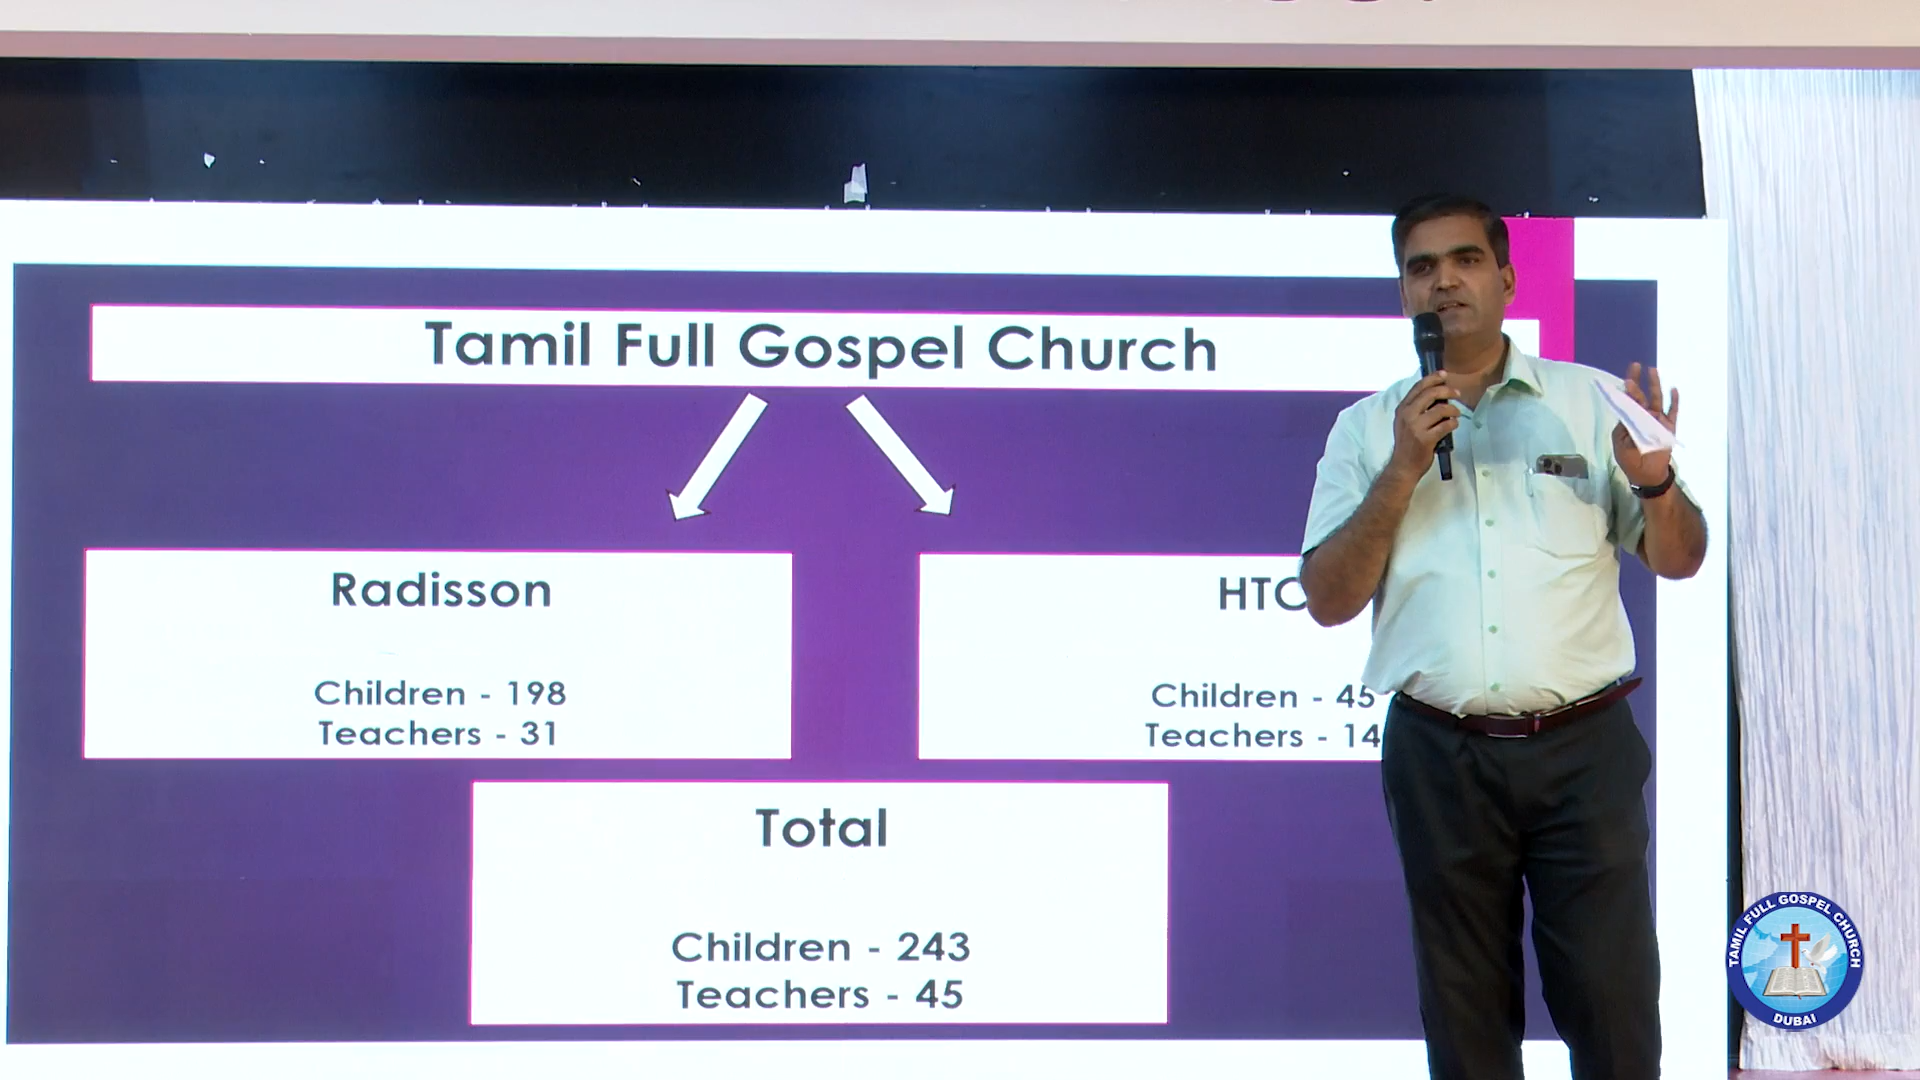 Tamil Full Gospel Church
Radisson
Children - 198
Teachers - 31
Children - 45
Teachers - 14
Total
Children - 243
Teachers - 45
TAMIL FULL GOSPEL CHURCH
DUBAI